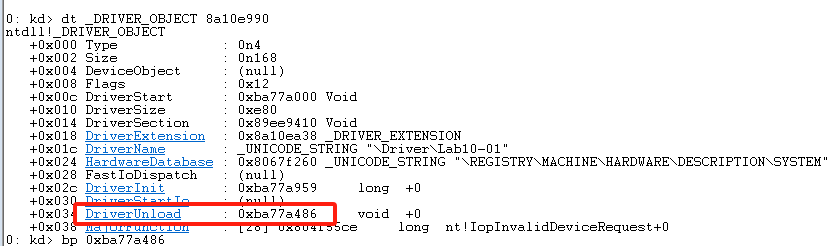 0: kd> dt _DRIVER_OBJECT 8a10e990
ntdll!_DRIVER_OBJECT
+0x000 Type : 0n4
+0x002 Size : 0n168
+0x004 DeviceObject : (null)
+0x008 Flags : 0x12
+0x00c DriverStart : 0xba77a000 Void
+0x010 DriverSize : 0xe80
+0x014 DriverSection : 0x89ee9410 Void
+0x018 DriverExtension : 0x8a10ea38 _DRIVER_EXTENSION
+0x01c DriverName : _UNICODE_STRING "\Driver\Lab10-01"
+0x024 HardwareDatabase : 0x8067f260 _UNICODE_STRING "\REGISTRY\MACHINE\HARDWARE\DESCRIPTION\SYSTEM"
+0x028 FastIoDispatch : (null)
+0x02c DriverInit : 0xba77a959 long +0
+0x030 DriverStartIo : (null)
+0x034 DriverUnload : 0xba77a486 void +0
+0x038 MajorFunction : [28] 0x804f55ce long nt!IopInvalidDeviceRequest+0
0: kd> bp 0xba77a486